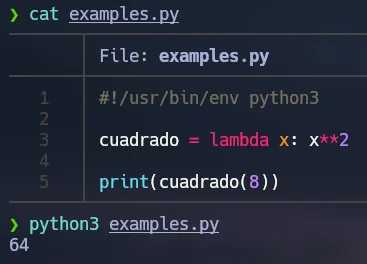 ❯ cat examples.py
File: examples.py
1 #!/usr/bin/env python3
2
3 cuadrado = lambda x: x**2
4
5 print(cuadrado(8))
❯ python3 examples.py
64